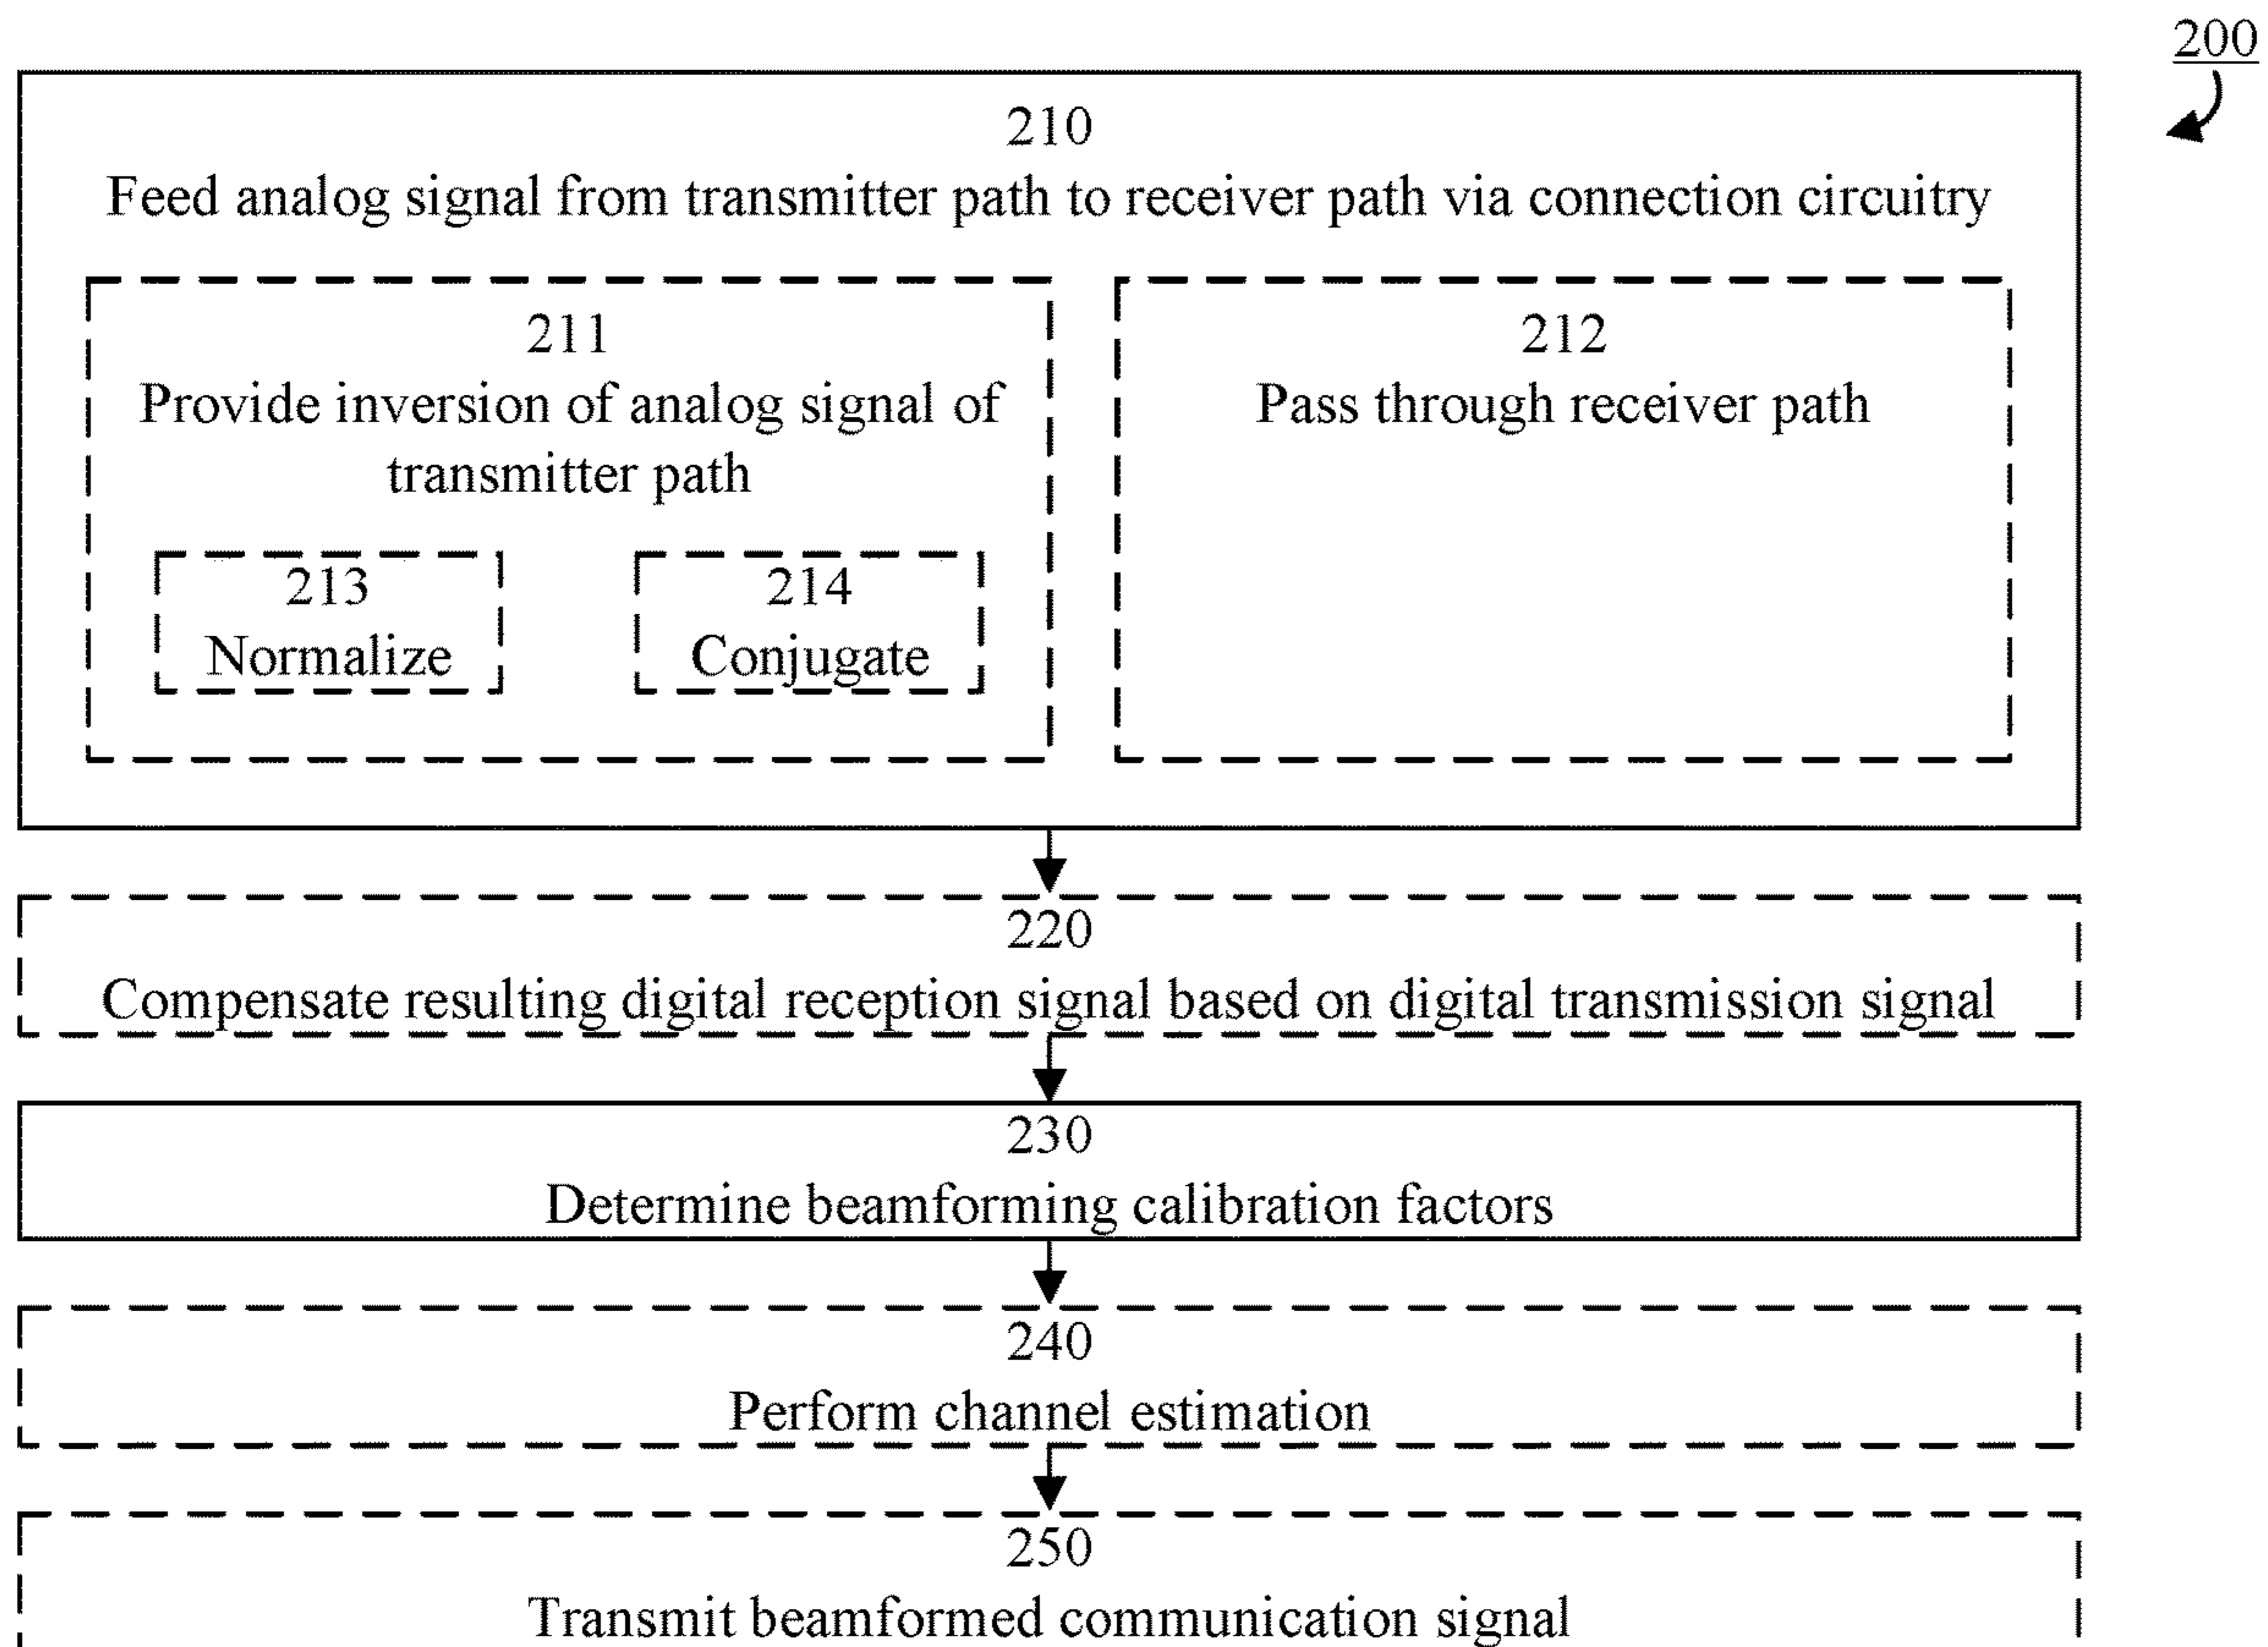 200
210
Feed analog signal from transmitter path to receiver path via connection circuitry
211
Provide inversion of analog signal of
transmitter path
213
Normalize
214
Conjugate
212
Pass through receiver path
220
Compensate resulting digital reception signal based on digital transmission signal
230
Determine beamforming calibration factors
240
Perform channel estimation
250
Transmit beamformed communication signal